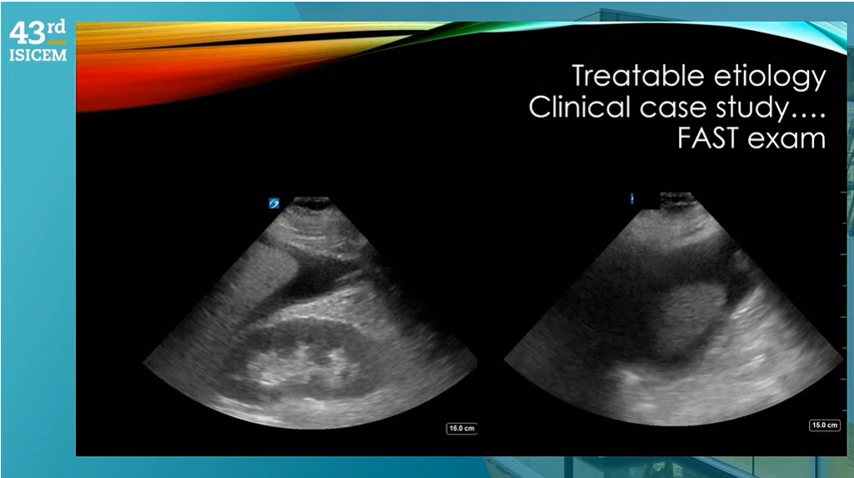 43rd
ISICEM
Treatable etiology
Clinical case study....
FAST exam
15.0 cm
15.0 cm